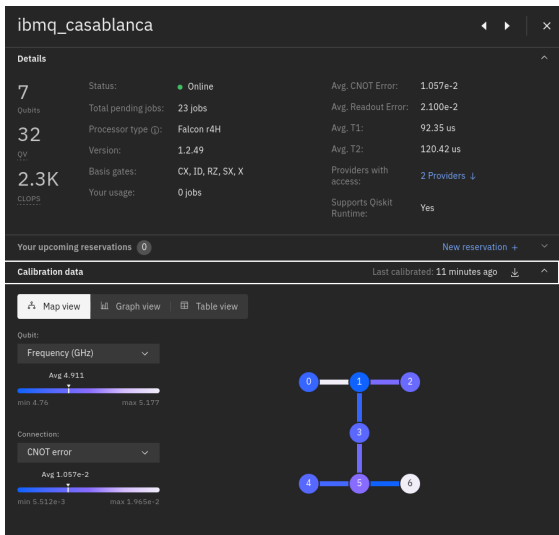 ibmq_casablanca
Details
7
Qubits
32
QV
2.3K
CLOPS
Status: Online
Total pending jobs: 23 jobs
Processor type ⓘ: Falcon r4H
Version: 1.2.49
Basis gates: CX, ID, RZ, SX, X
Your usage: 0 jobs
Avg. CNOT Error: 1.057e-2
Avg. Readout Error: 2.100e-2
Avg. T1: 92.35 us
Avg. T2: 120.42 us
Providers with access: 2 Providers ↓
Supports Qiskit Runtime: Yes
Your upcoming reservations 0 New reservation +
Calibration data Last calibrated: 11 minutes ago
Map view Graph view Table view
Qubit:
Frequency (GHz)
Avg 4.911
min 4.76 max 5.177
Connection:
CNOT error
Avg 1.057e-2
min 5.512e-3 max 1.965e-2
0 1 2
3
4 5 6